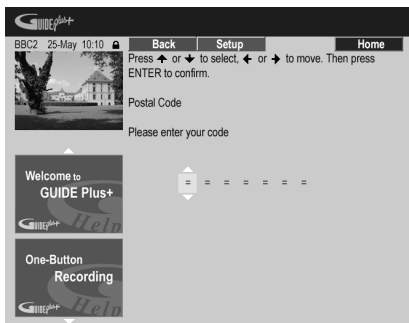 GUIDE Plus+
BBC2 25-May 10:10 Back Setup Home
Press ↑ or ↓ to select, ← or → to move. Then press
ENTER to confirm.
Postal Code
Please enter your code
= = = = = = =
Welcome to
GUIDE Plus+
GUIDE Plus+ Help
One-Button
Recording
GUIDE Plus+ Help